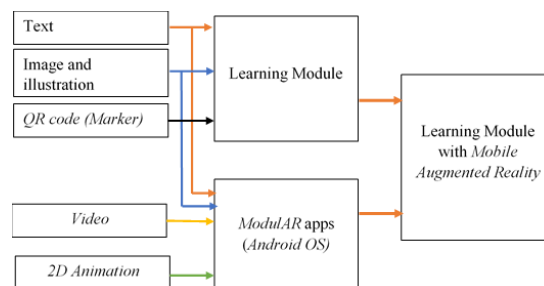 Text
Image and
illustration
QR code (Marker)
Video
2D Animation
Learning Module
ModulAR apps
(Android OS)
Learning Module
with Mobile
Augmented Reality